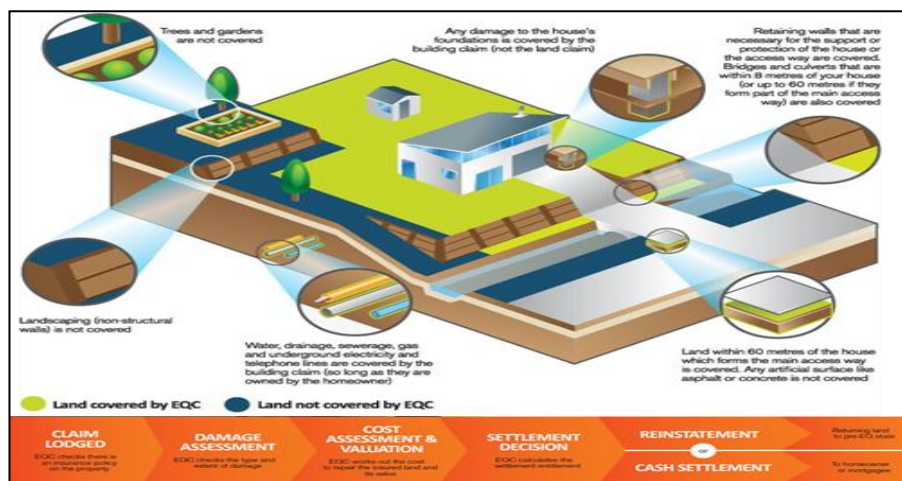 Trees and gardens
are not covered
Any damage to the house's
foundations is covered by the
building claim (not the land claim)
Retaining walls that are
necessary for the support or
protection of the house or
the access way are covered.
Bridges and culverts that are
within 8 metres of your house
(or up to 60 metres if they
form part of the main access
way) are also covered
Landscaping (non-structural
walls) is not covered
Water, drainage, sewerage, gas
and underground electricity and
telephone lines are covered by the
building claim (so long as they are
owned by the homeowner)
Land within 60 metres of the house
which forms the main access way
is covered. Any artificial surface like
asphalt or concrete is not covered
Land covered by EQC
Land not covered by EQC
CLAIM
LODGED
EQC checks there is
an insurance policy
on the property
DAMAGE
ASSESSMENT
EQC checks the type and
extent of damage
COST
ASSESSMENT &
VALUATION
EQC works out the cost
to repair the insured land and
its value
SETTLEMENT
DECISION
EQC calculates the
settlement entitlement
REINSTATEMENT
or
CASH SETTLEMENT
Returning land
to pre-EQ state
To homeowner
or mortgagee